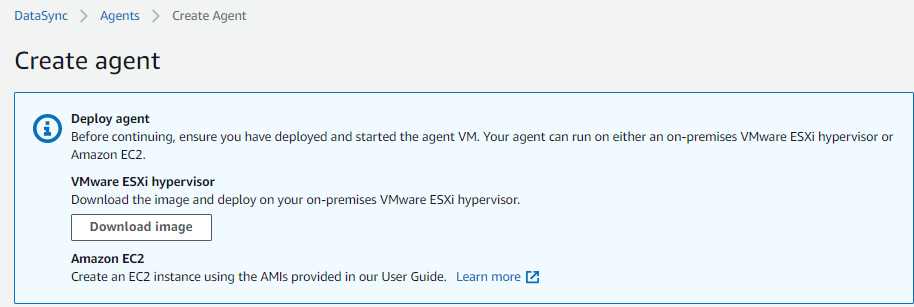 DataSync > Agents > Create Agent
Create agent
Deploy agent
Before continuing, ensure you have deployed and started the agent VM. Your agent can run on either an on-premises VMware ESXi hypervisor or
Amazon EC2.
VMware ESXi hypervisor
Download the image and deploy on your on-premises VMware ESXi hypervisor.
Download image
Amazon EC2
Create an EC2 instance using the AMIs provided in our User Guide. Learn more